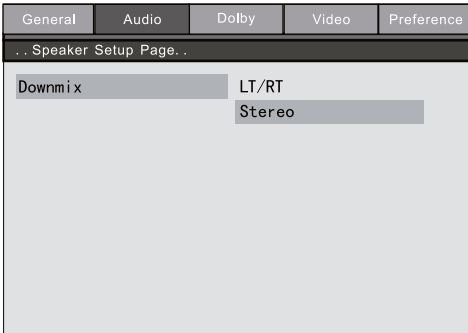 General Audio Dolby Video Preference
. . Speaker Setup Page. .
Downmix LT/RT
Stereo